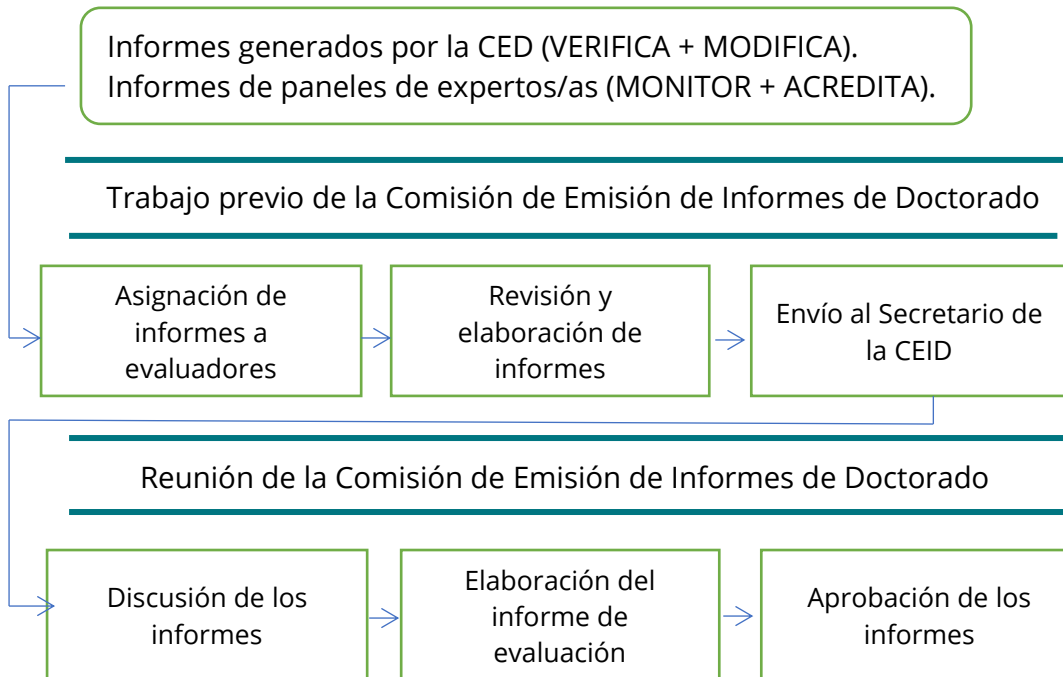 Informes generados por la CED (VERIFICA + MODIFICA).
Informes de paneles de expertos/as (MONITOR + ACREDITA).
Trabajo previo de la Comisión de Emisión de Informes de Doctorado
Asignación de
informes a
evaluadores
Revisión y
elaboración de
informes
Envío al Secretario de
la CEID
Reunión de la Comisión de Emisión de Informes de Doctorado
Discusión de los
informes
Elaboración del
informe de
evaluación
Aprobación de los
informes